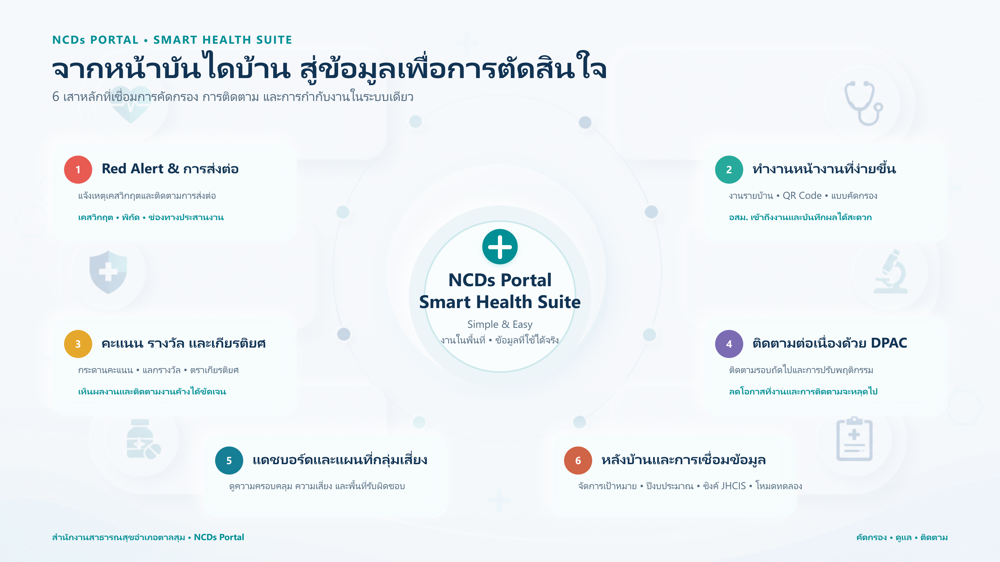 NCDs PORTAL • SMART HEALTH SUITE
จากหน้าบันไดบ้าน สู่ข้อมูลเพื่อการตัดสินใจ
6 เสาหลักที่เชื่อมการคัดกรอง การติดตาม และการกำกับงานในระบบเดียว
1 Red Alert & การส่งต่อ
แจ้งเหตุเคสวิกฤตและติดตามการส่งต่อ
เคสวิกฤต • พิกัด • ช่องทางประสานงาน
2 ทำงานหน้างานที่ง่ายขึ้น
งานรายบ้าน • QR Code • แบบคัดกรอง
อสม. เข้าถึงงานและบันทึกผลได้สะดวก
NCDs Portal
Smart Health Suite
Simple & Easy
งานในพื้นที่ • ข้อมูลที่ใช้ได้จริง
3 คะแนน รางวัล และเกียรติยศ
กระดานคะแนน • แลกรางวัล • ตราเกียรติยศ
เห็นผลงานและติดตามงานค้างได้ชัดเจน
4 ติดตามต่อเนื่องด้วย DPAC
ติดตามรอบถัดไปและการปรับพฤติกรรม
ลดโอกาสที่งานและการติดตามจะหลุดไป
5 แดชบอร์ดและแผนที่กลุ่มเสี่ยง
ดูความครอบคลุม ความเสี่ยง และพื้นที่รับผิดชอบ
6 หลังบ้านและการเชื่อมข้อมูล
จัดการเป้าหมาย • ปีงบประมาณ • ซิงค์ JHCIS • โหมดทดลอง
สำนักงานสาธารณสุขอำเภอตาลสุม • NCDs Portal
คัดกรอง • ดูแล • ติดตาม